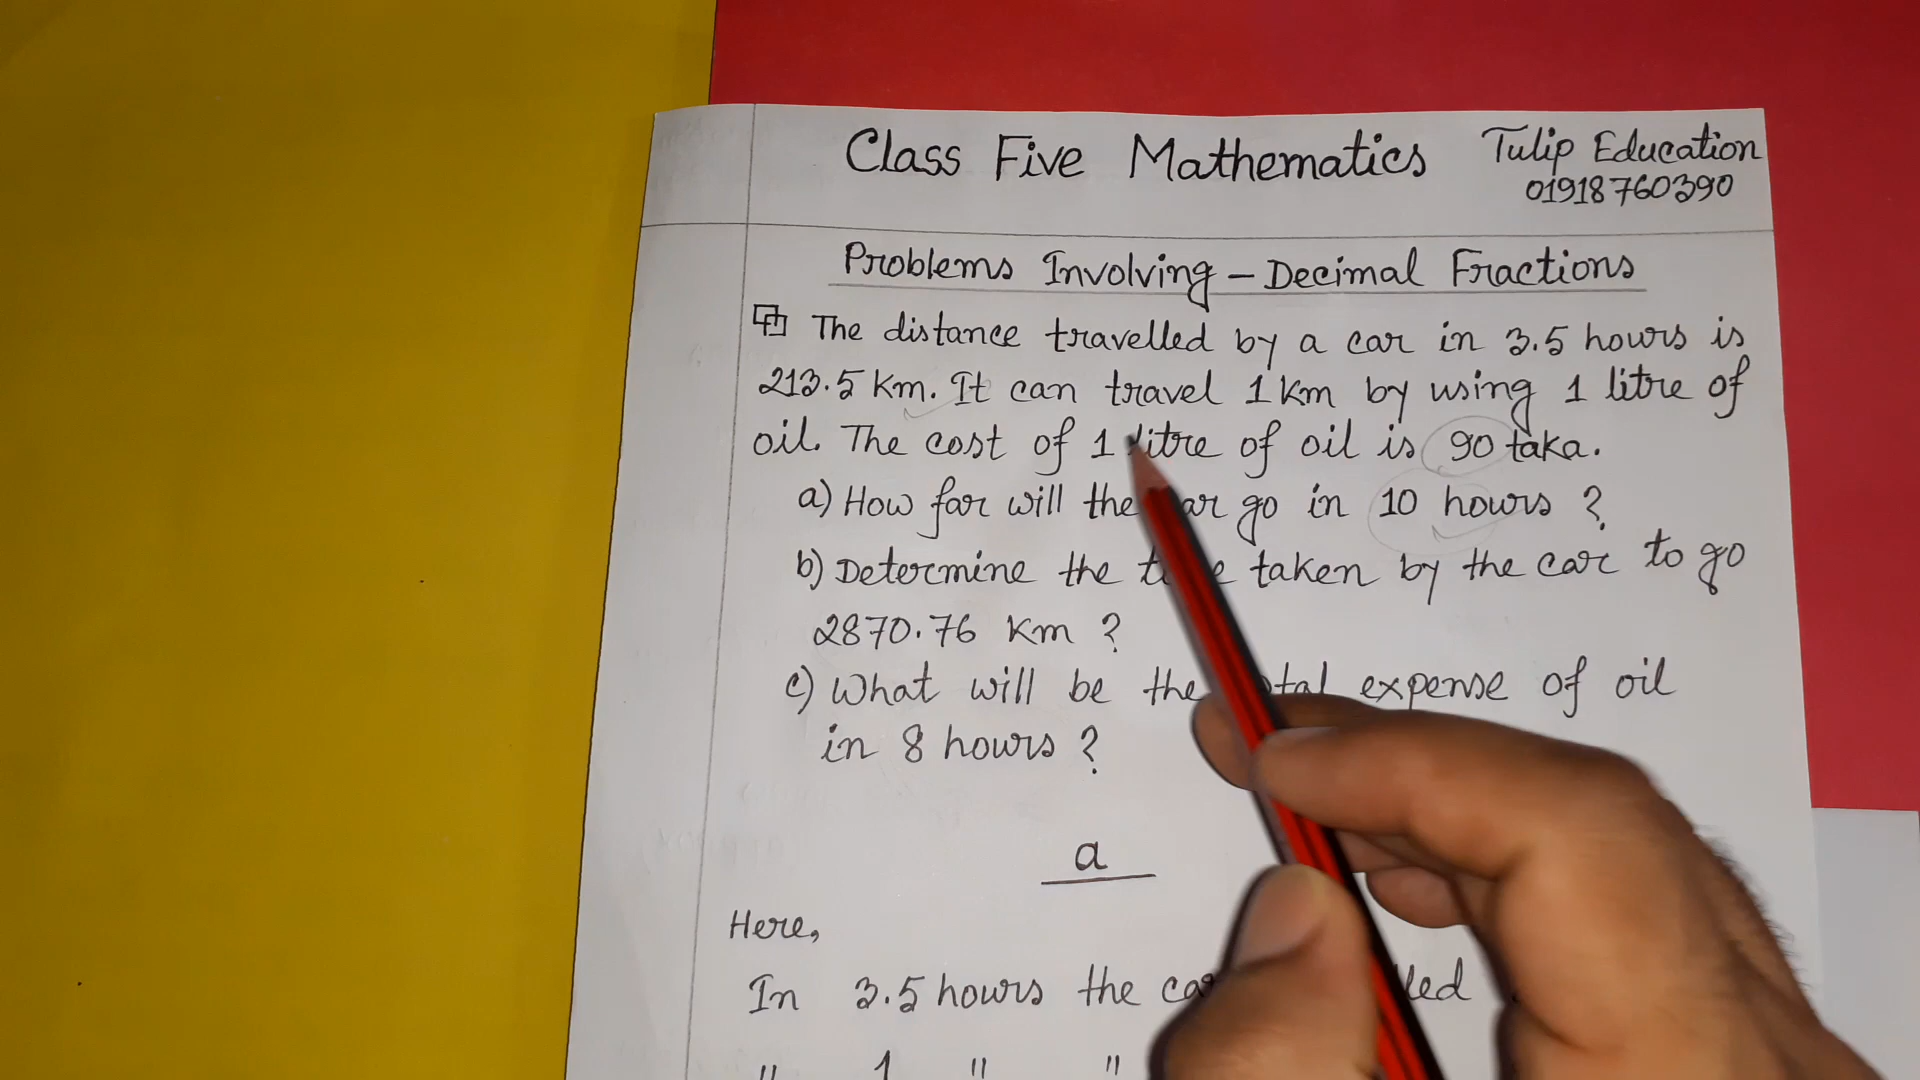 Class Five Mathematics
Tulip Education
01918760390
Problems Involving - Decimal Fractions
The distance travelled by a car in 3.5 hours is
213.5 km. It can travel 1 km by using 1 litre of
oil. The cost of 1 litre of oil is 90 taka.
a) How far will the car go in 10 hours ?
b) Determine the taken by the car to go
2870.76 km ?
c) What will be the total expense of oil
in 8 hours ?
a
Here,
In 3.5 hours the
" 1 " "